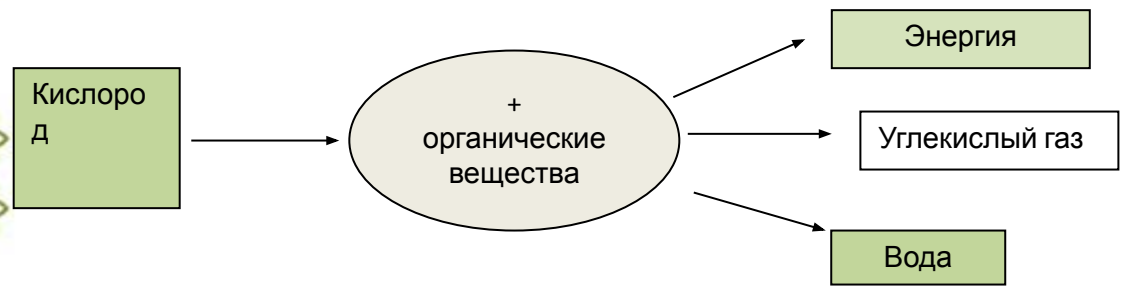 Кислоро
д
+
органические
вещества
Энергия
Углекислый газ
Вода